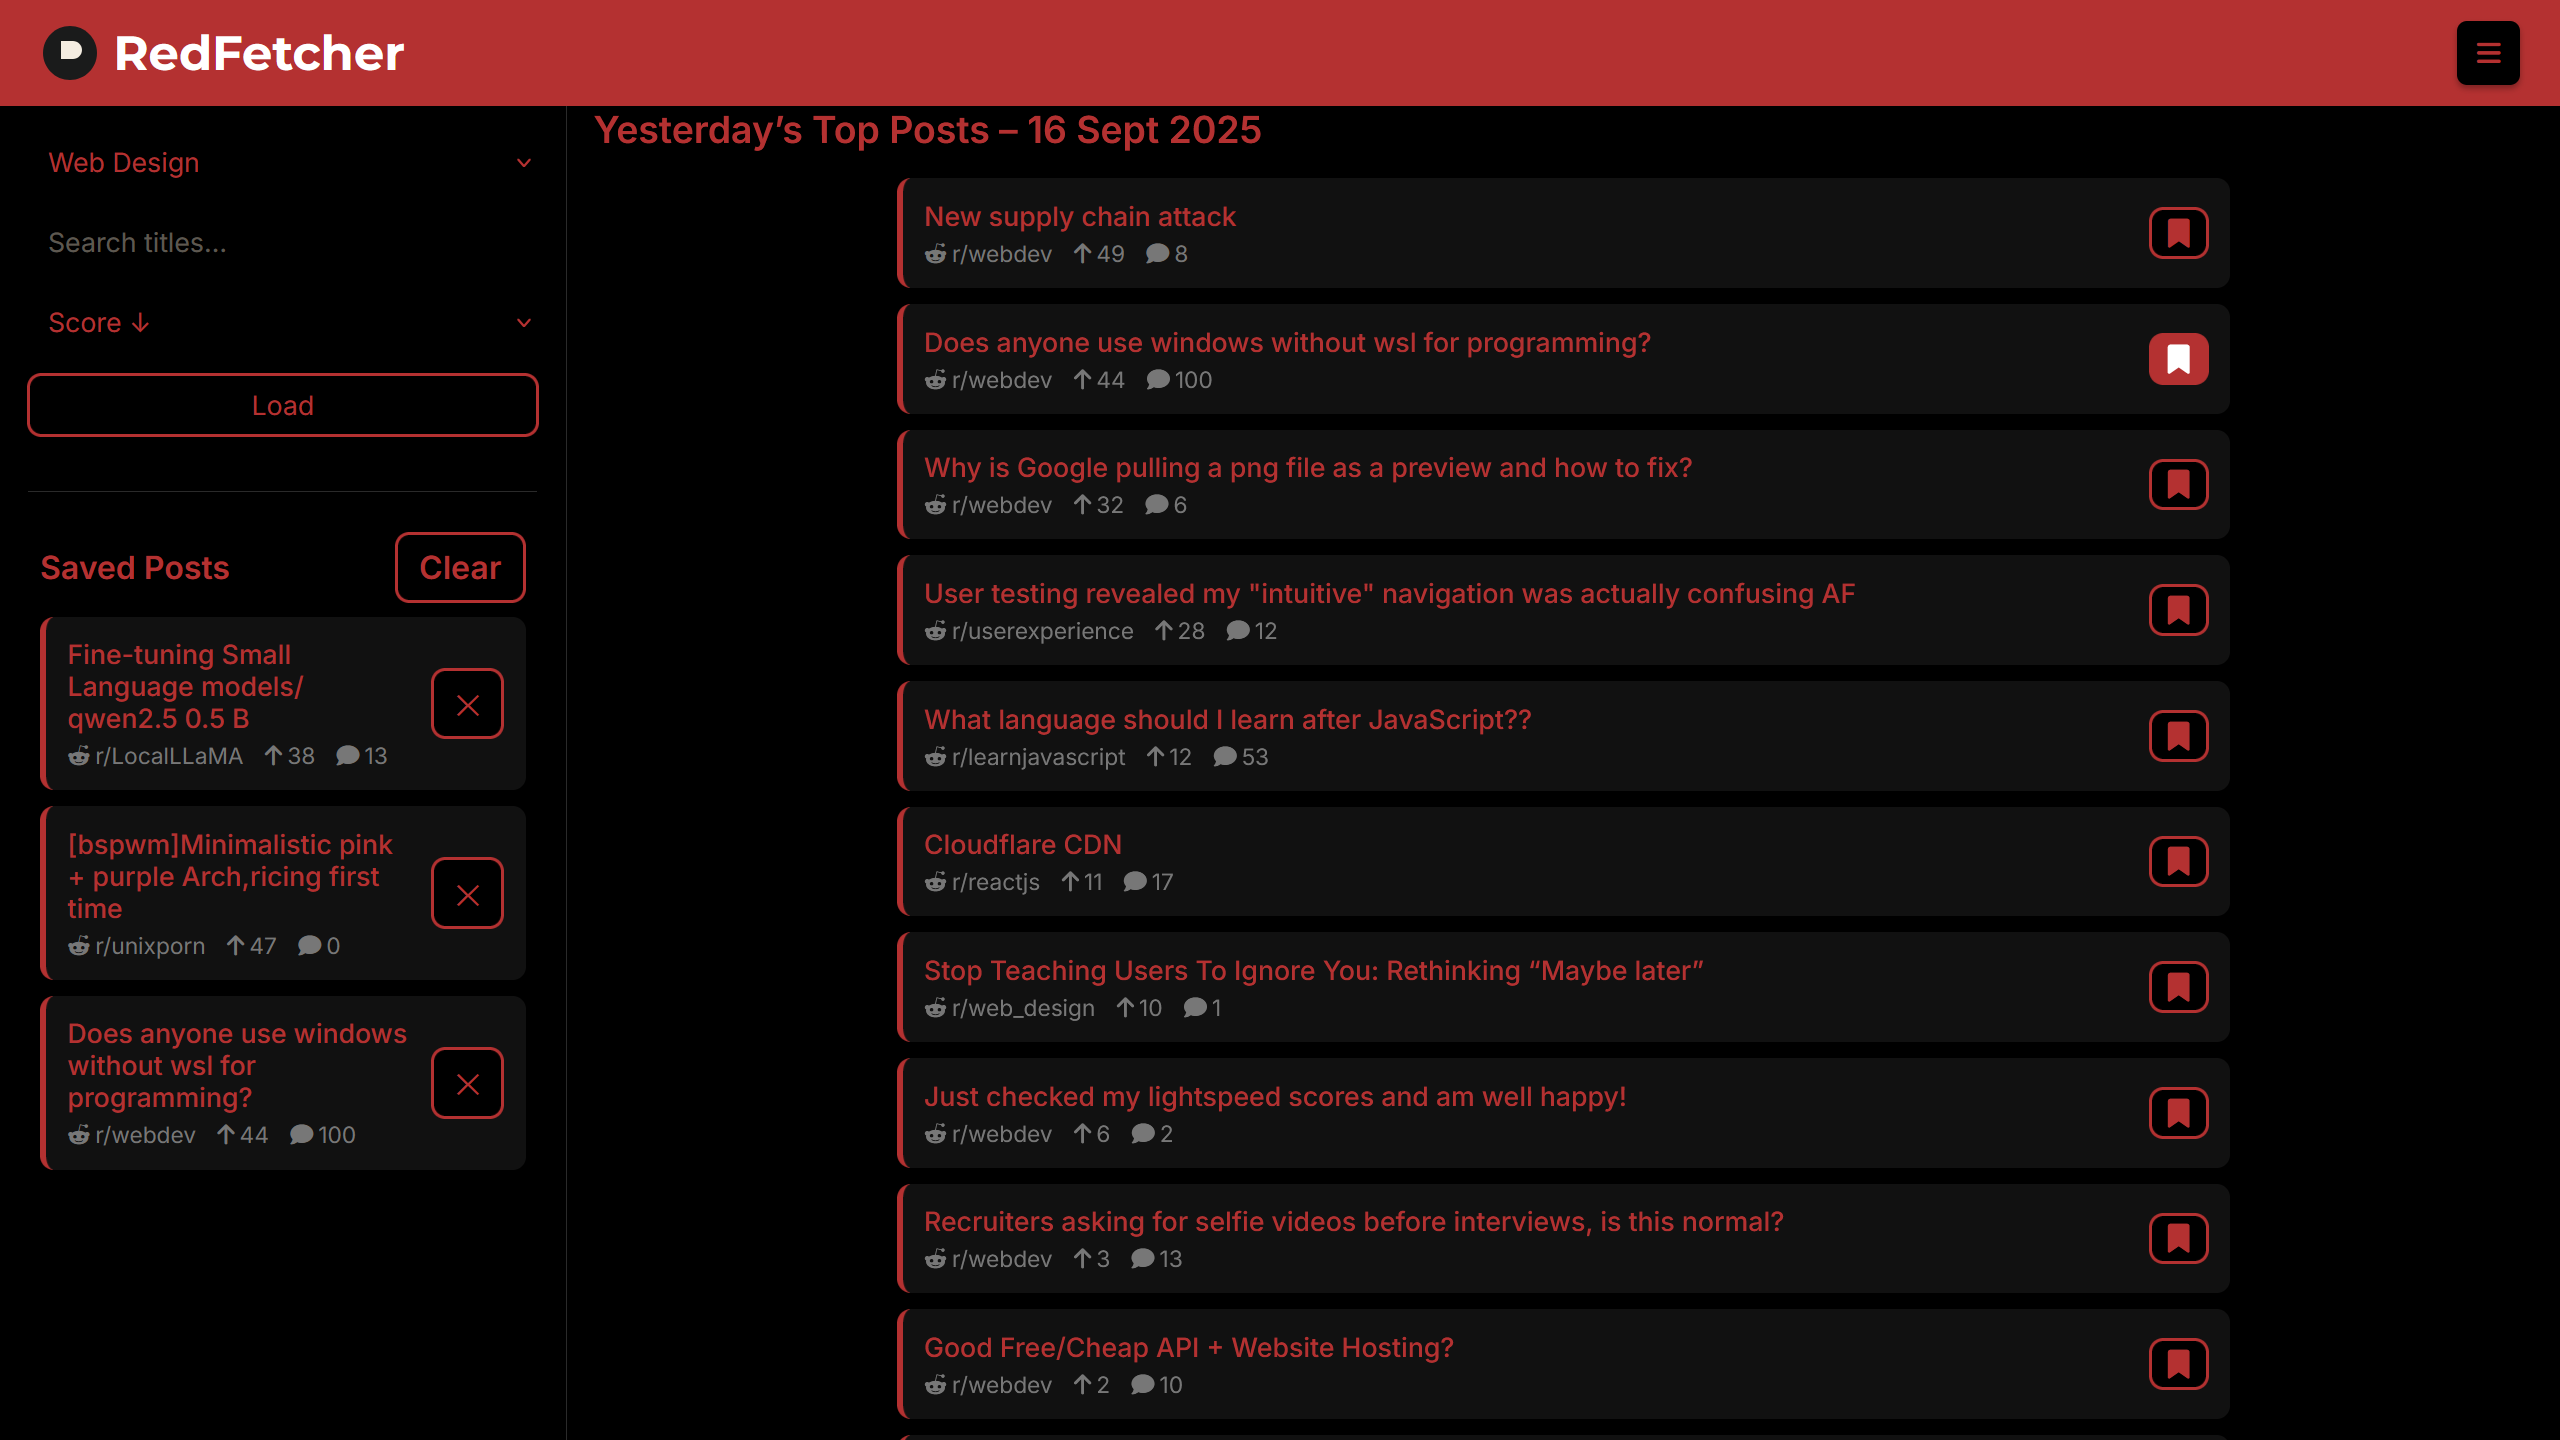 RedFetcher
Web Design
Search titles...
Score ↓
Load
Saved Posts
Clear
Fine-tuning Small
Language models/
qwen2.5 0.5 B
r/LocalLLaMA 38 13
[bspwm]Minimalistic pink
+ purple Arch,ricing first
time
r/unixporn 47 0
Does anyone use windows
without wsl for
programming?
r/webdev 44 100
Yesterday’s Top Posts – 16 Sept 2025
New supply chain attack
r/webdev 49 8
Does anyone use windows without wsl for programming?
r/webdev 44 100
Why is Google pulling a png file as a preview and how to fix?
r/webdev 32 6
User testing revealed my "intuitive" navigation was actually confusing AF
r/userexperience 28 12
What language should I learn after JavaScript??
r/learnjavascript 12 53
Cloudflare CDN
r/reactjs 11 17
Stop Teaching Users To Ignore You: Rethinking “Maybe later”
r/web_design 10 1
Just checked my lightspeed scores and am well happy!
r/webdev 6 2
Recruiters asking for selfie videos before interviews, is this normal?
r/webdev 3 13
Good Free/Cheap API + Website Hosting?
r/webdev 2 10